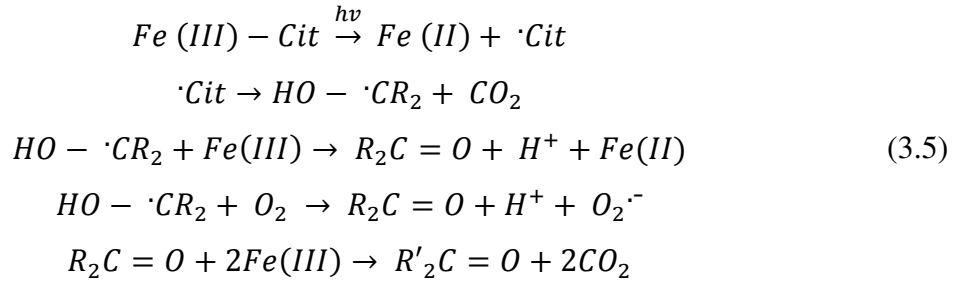 Fe (III) − Cit \overset{hv}{→} Fe (II) + ·Cit
·Cit → HO − ·CR₂ + CO₂
HO − ·CR₂ + Fe(III) → R₂C = O + H⁺ + Fe(II) (3.5)
HO − ·CR₂ + O₂ → R₂C = O + H⁺ + O₂·⁻
R₂C = O + 2Fe(III) → R′₂C = O + 2CO₂